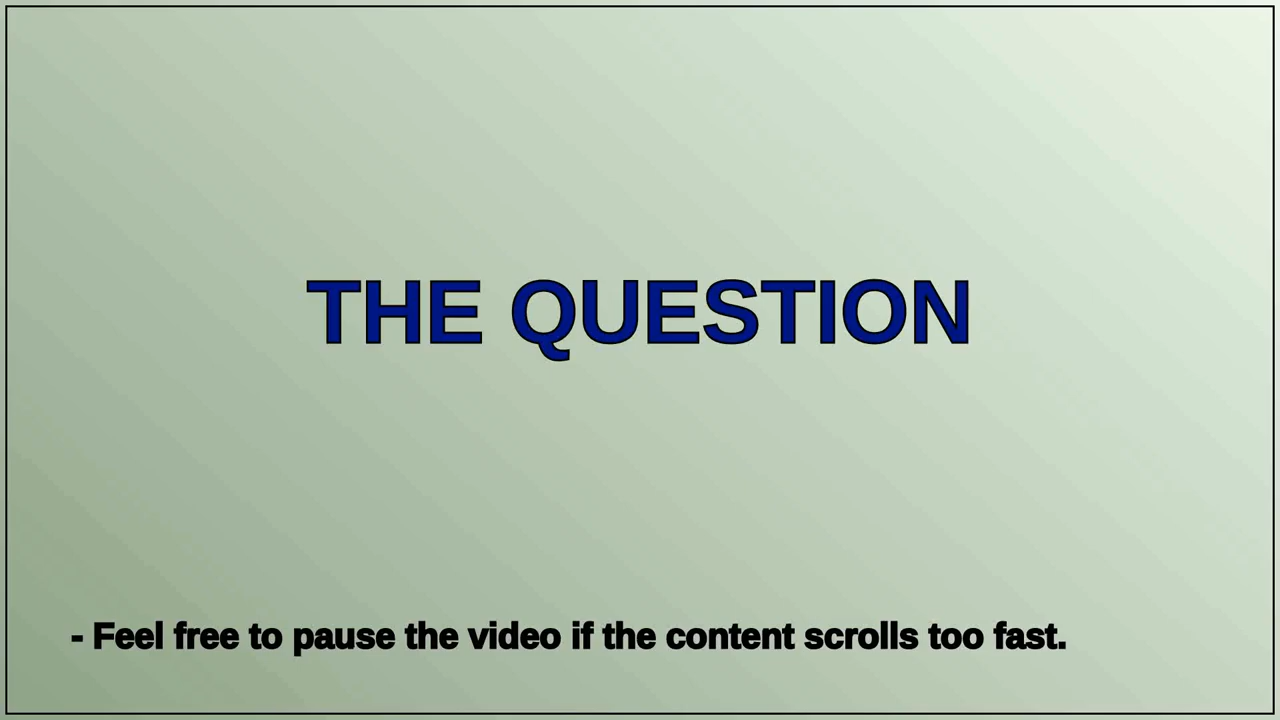 THE QUESTION
- Feel free to pause the video if the content scrolls too fast.